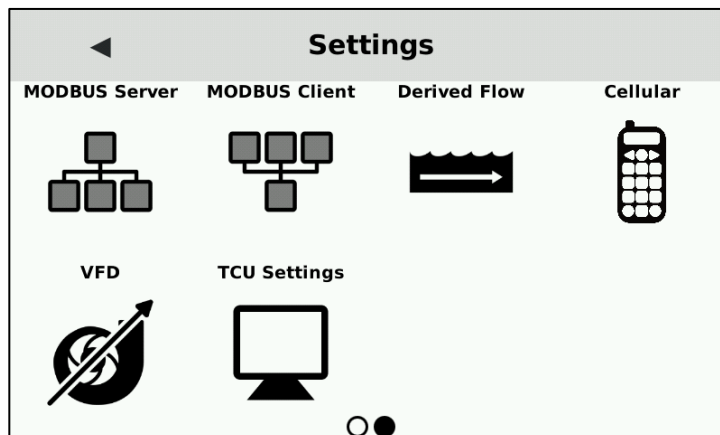 Settings
MODBUS Server MODBUS Client Derived Flow Cellular
VFD TCU Settings